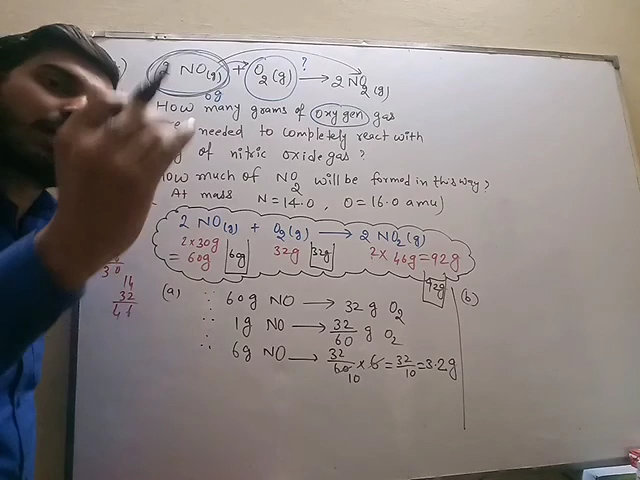 2 NO(g) + O2(g) ? → 2 NO2(g)
How many grams of oxygen gas
needed to completely react with
of nitric oxide gas?
How much of NO2 will be formed in this way?
At mass N = 14.0, O = 16.0 amu)
2 NO(g) + O2(g) → 2 NO2(g)
2 x 30g
= 60g 60g 32g 32g 2 x 46g = 92g
92g
30
14
32
46
(a) ∵ 60g NO → 32 g O2
∴ 1g NO → 32/60 g O2
∴ 6g NO → 32/60 x 6 = 32/10 = 3.2g
10
(b)